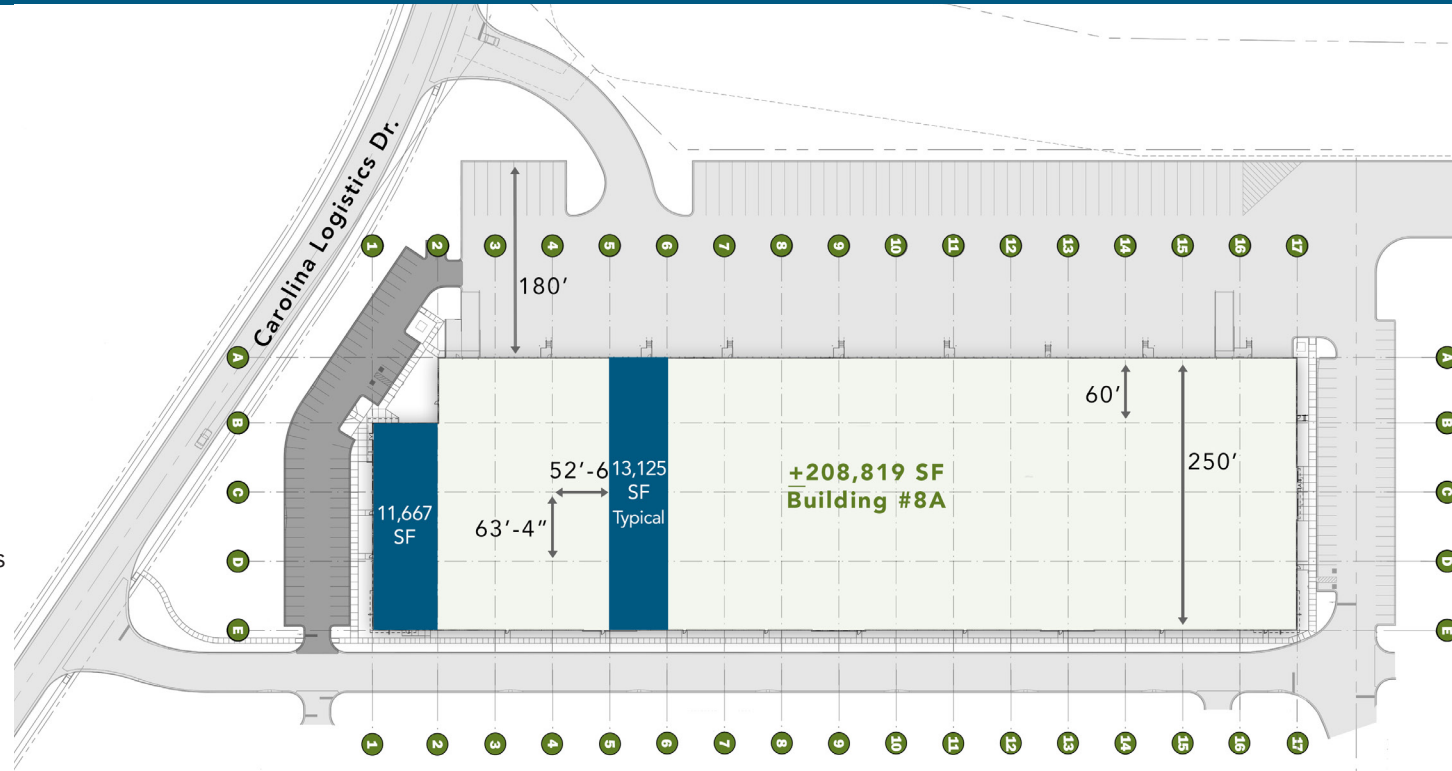 Carolina Logistics Dr.
1 2 3 4 5 6 7 8 9 10 11 12 13 14 15 16 17
180’
A A
60’
B B
250’
52’-6
13,125
SF
Typical
+208,819 SF
Building #8A
C C
11,667
SF
63’-4”
D D
s
E E
1 2 3 4 5 6 7 8 9 10 11 12 13 14 15 16 17